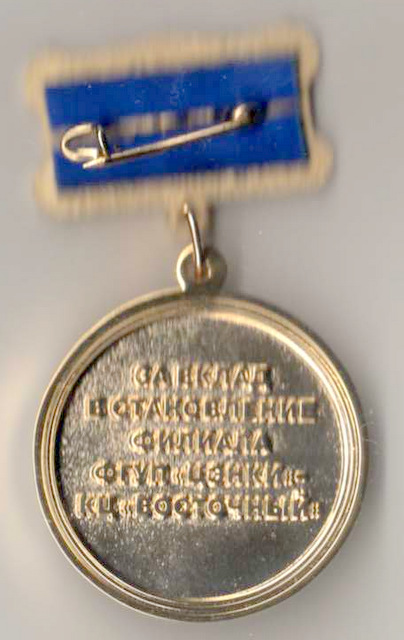 ЗА ВКЛАД
В СТАНОВЛЕНИЕ
ФИЛИАЛА
ФГУП «ЦЭНКИ»-
КЦ «ВОСТОЧНЫЙ»